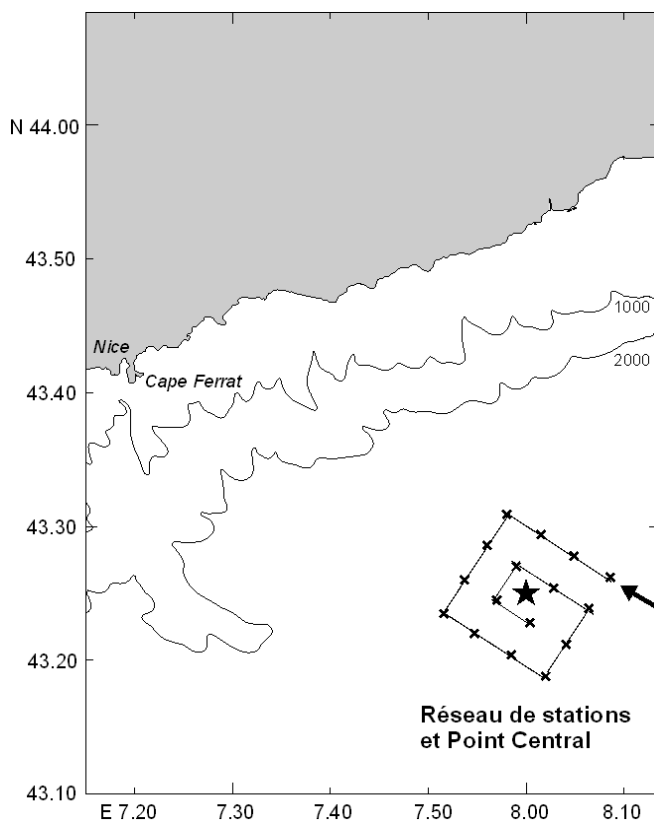 N 44.00
43.50
1000
Nice
2000
Cape Ferrat
43.40
43.30
43.20
Réseau de stations
et Point Central
43.10
E 7.20 7.30 7.40 7.50 8.00 8.10